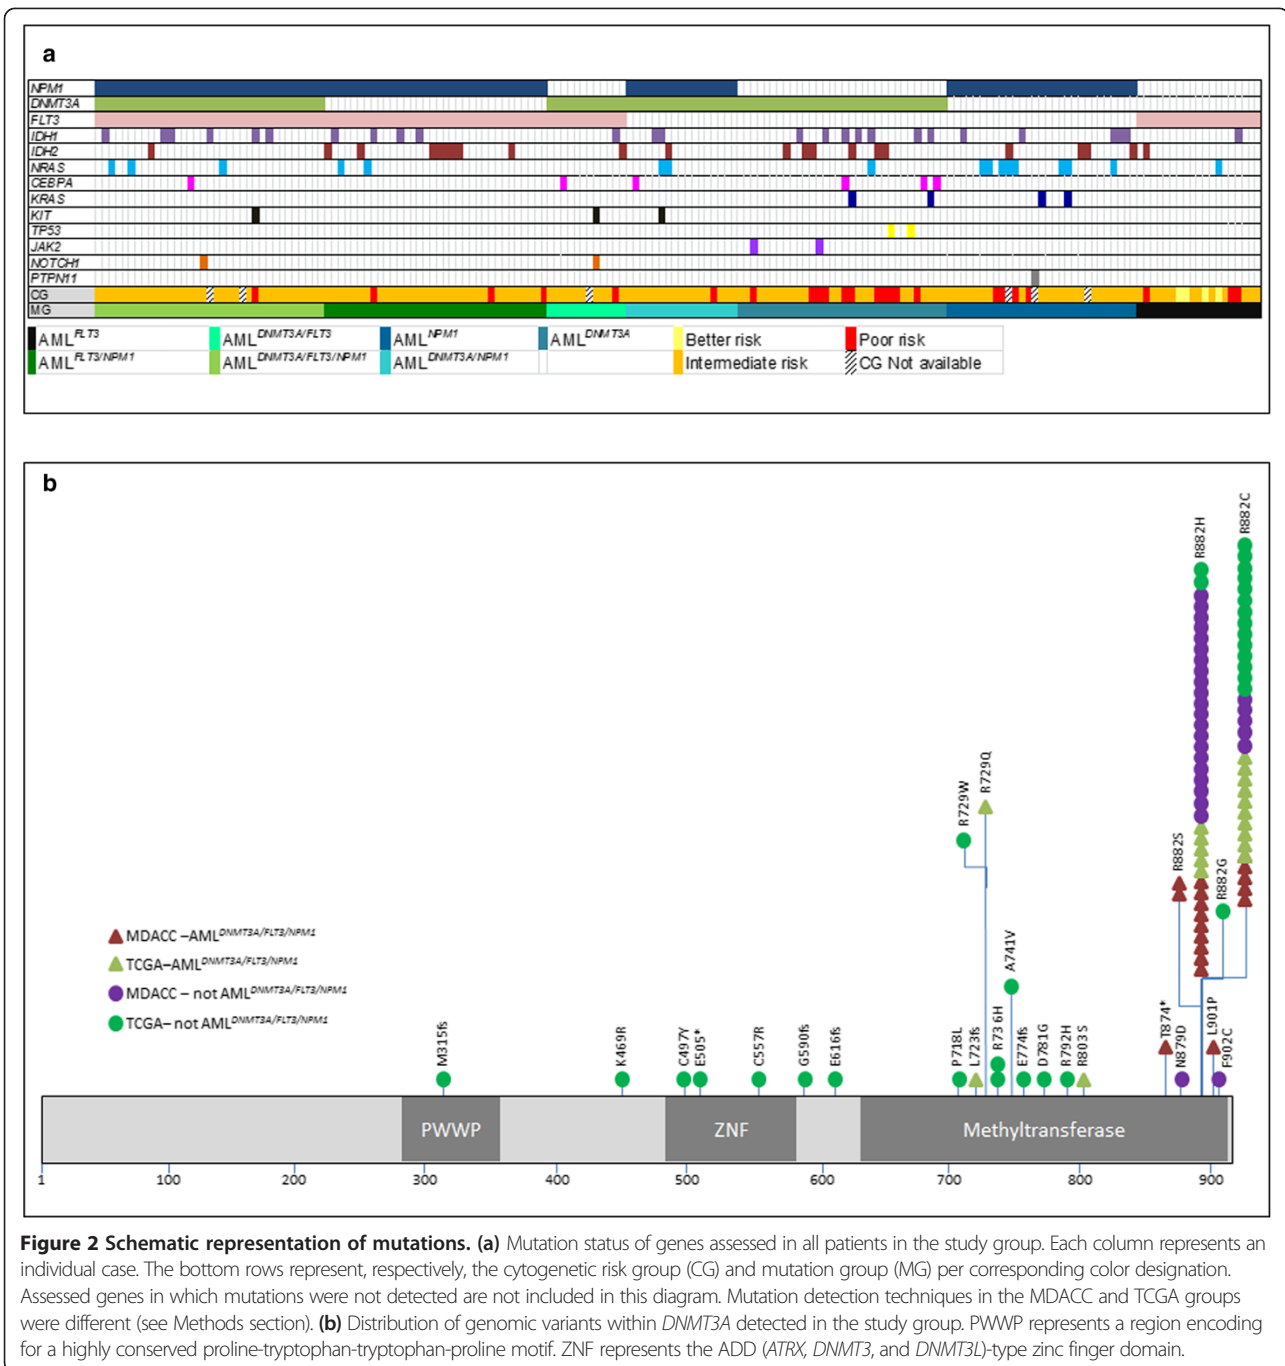 a
NPM1
DNMT3A
FLT3
IDH1
IDH2
NRAS
CEBPA
KRAS
KIT
TP53
JAK2
NOTCH1
PTPN11
CG
MG
AML^FLT3 AML^DNMT3A/FLT3 AML^NPM1 AML^DNMT3A Better risk Poor risk
AML^FLT3/NPM1 AML^DNMT3A/FLT3/NPM1 AML^DNMT3A/NPM1 Intermediate risk CG Not available
b
R882C
R882H
R729Q
R729W
R882S
R882G
A741V
MDACC –AML^DNMT3A/FLT3/NPM1
TCGA–AML^DNMT3A/FLT3/NPM1
MDACC – not AML^DNMT3A/FLT3/NPM1
TCGA– not AML^DNMT3A/FLT3/NPM1
M315fs
K469R
C497Y
E505*
C557R
G590fs
E616fs
P718L
L723fs
R73 6H
E774fs
D781G
R792H
R803S
T874*
N879D
L901P
F902C
PWWP ZNF Methyltransferase
1 100 200 300 400 500 600 700 800 900
Figure 2 Schematic representation of mutations. (a) Mutation status of genes assessed in all patients in the study group. Each column represents an
individual case. The bottom rows represent, respectively, the cytogenetic risk group (CG) and mutation group (MG) per corresponding color designation.
Assessed genes in which mutations were not detected are not included in this diagram. Mutation detection techniques in the MDACC and TCGA groups
were different (see Methods section). (b) Distribution of genomic variants within DNMT3A detected in the study group. PWWP represents a region encoding
for a highly conserved proline-tryptophan-tryptophan-proline motif. ZNF represents the ADD (ATRX, DNMT3, and DNMT3L)-type zinc finger domain.